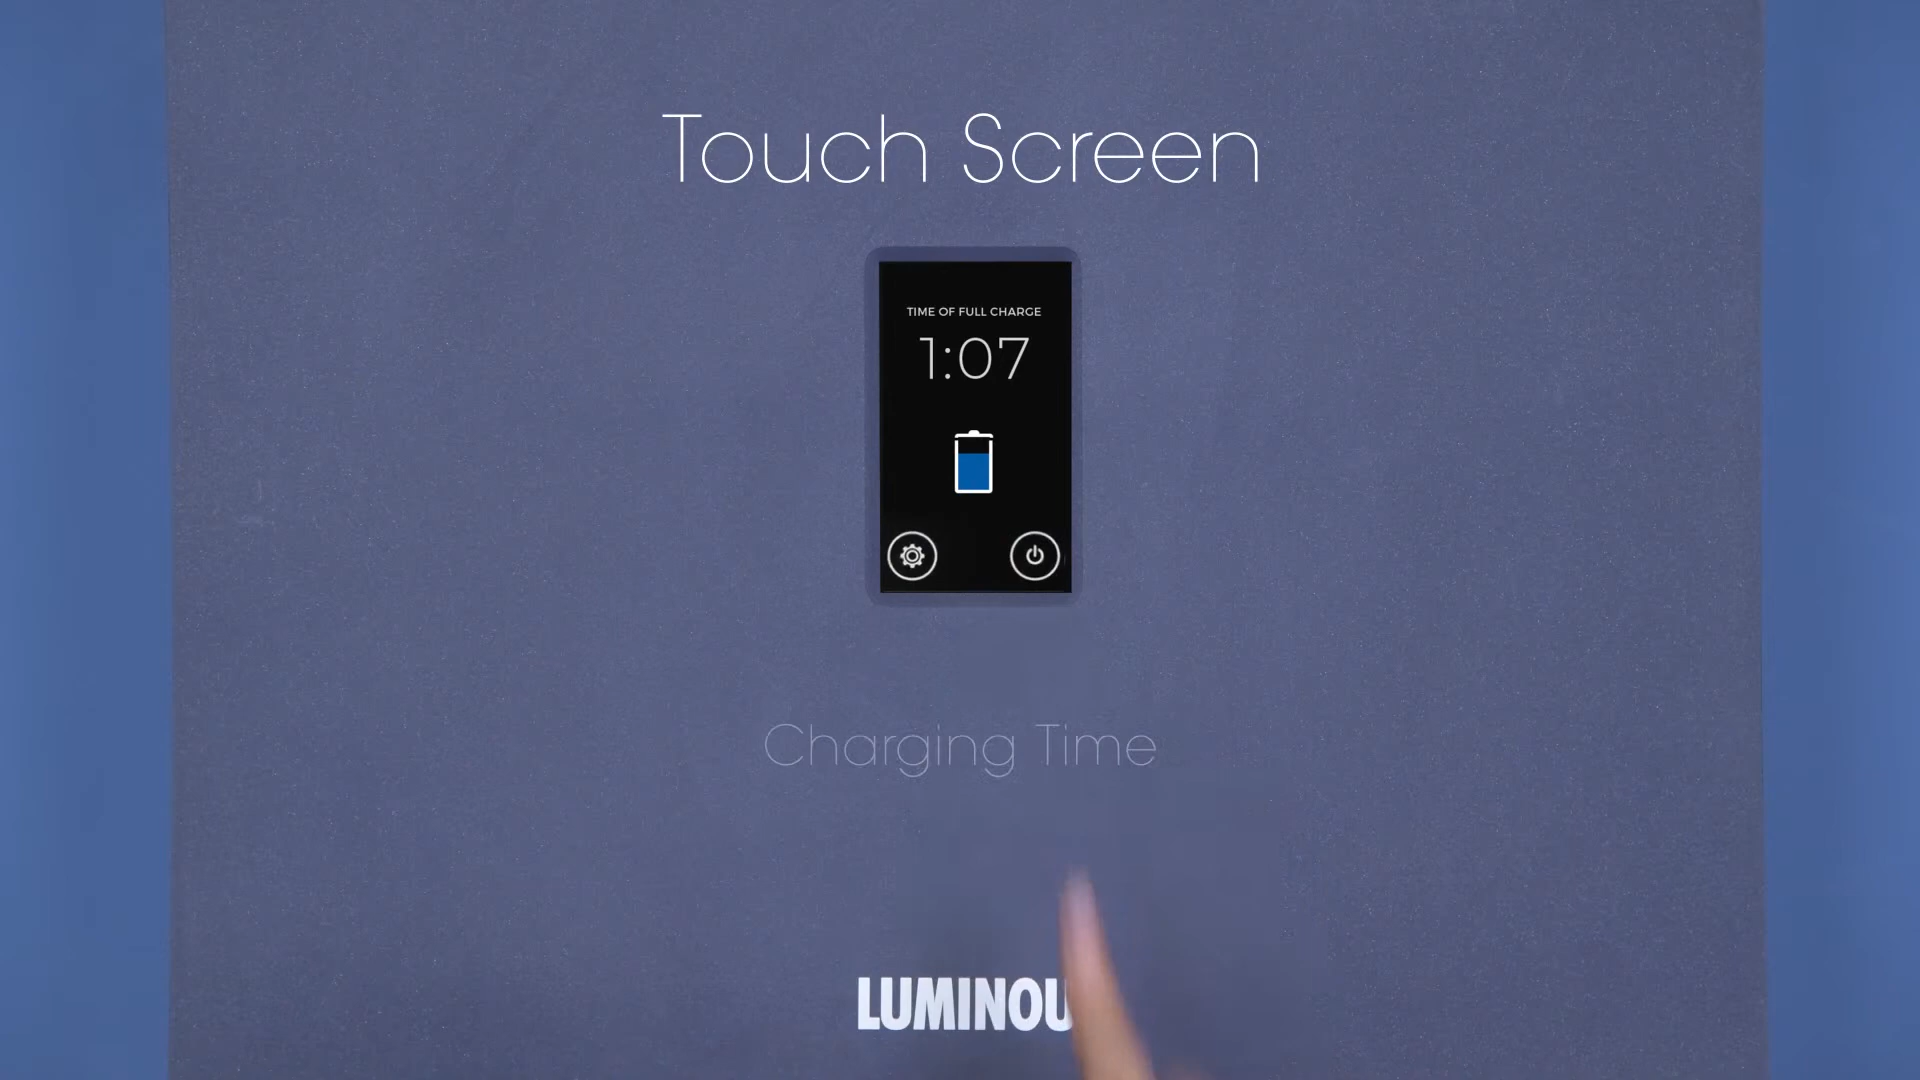 Touch Screen
TIME OF FULL CHARGE
1:07
Charging Time
LUMINOU